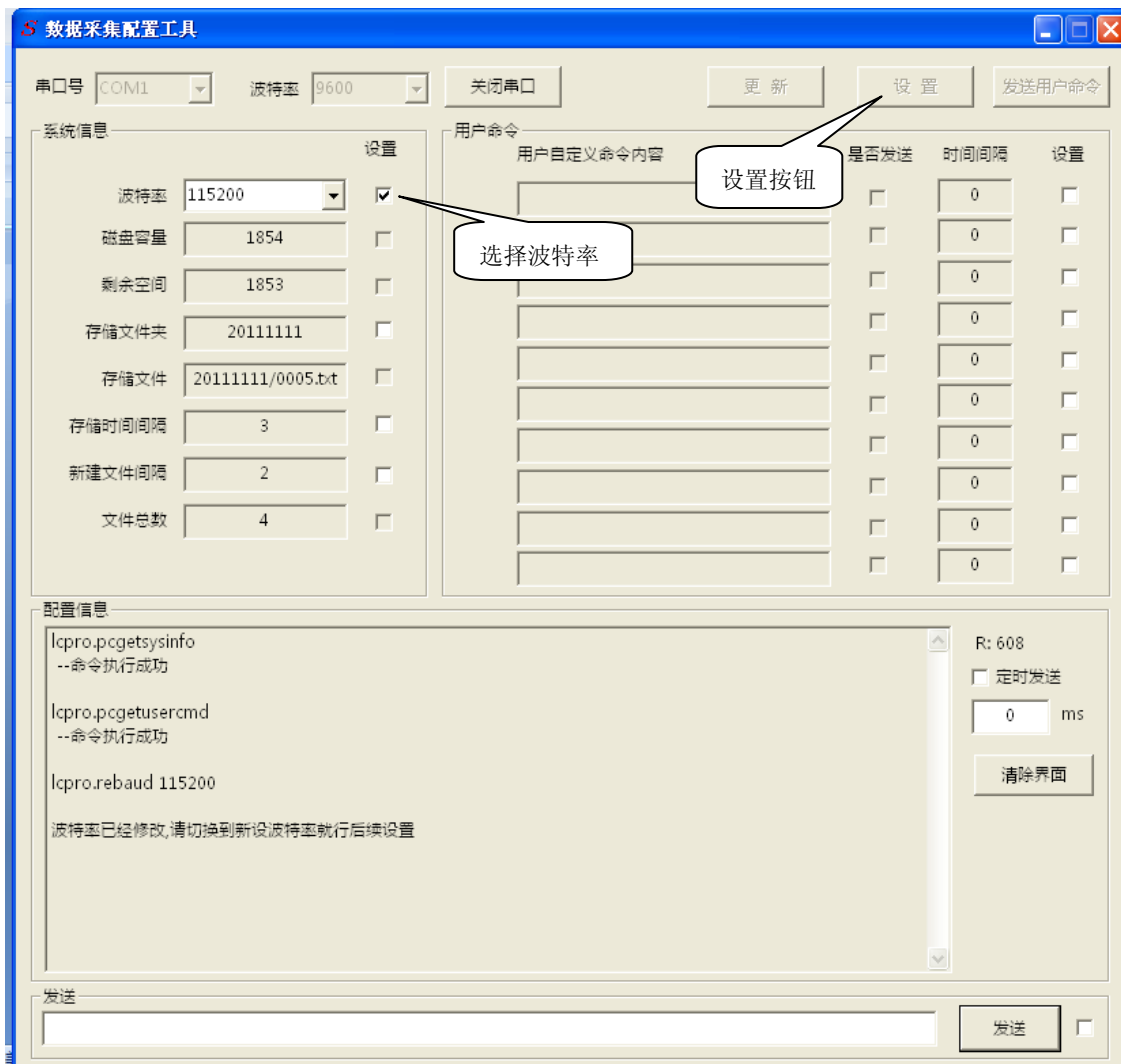 S 数据采集配置工具
串口号 COM1 波特率 9600 关闭串口 更 新 设 置 发送用户命令
系统信息
设置
波特率 115200
磁盘容量 1854
剩余空间 1853
存储文件夹 20111111
存储文件 20111111/0005.txt
存储时间间隔 3
新建文件间隔 2
文件总数 4
选择波特率
用户命令
用户自定义命令内容 是否发送 时间间隔 设置
设置按钮
0
0
0
0
0
0
0
0
0
0
配置信息
lcpro.pcgetsysinfo
--命令执行成功
lcpro.pcgetusercmd
--命令执行成功
lcpro.rebaud 115200
波特率已经修改,请切换到新设波特率就行后续设置
R: 608
定时发送
0 ms
清除界面
发送
发送